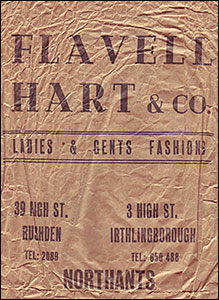 FLAVELL
HART & CO.
LADIES & GENTS FASHIONS
39 HIGH ST. 3 HIGH ST.
RUSHDEN IRTHLINGBOROUGH
TEL: 2089 TEL: 650 488
NORTHANTS